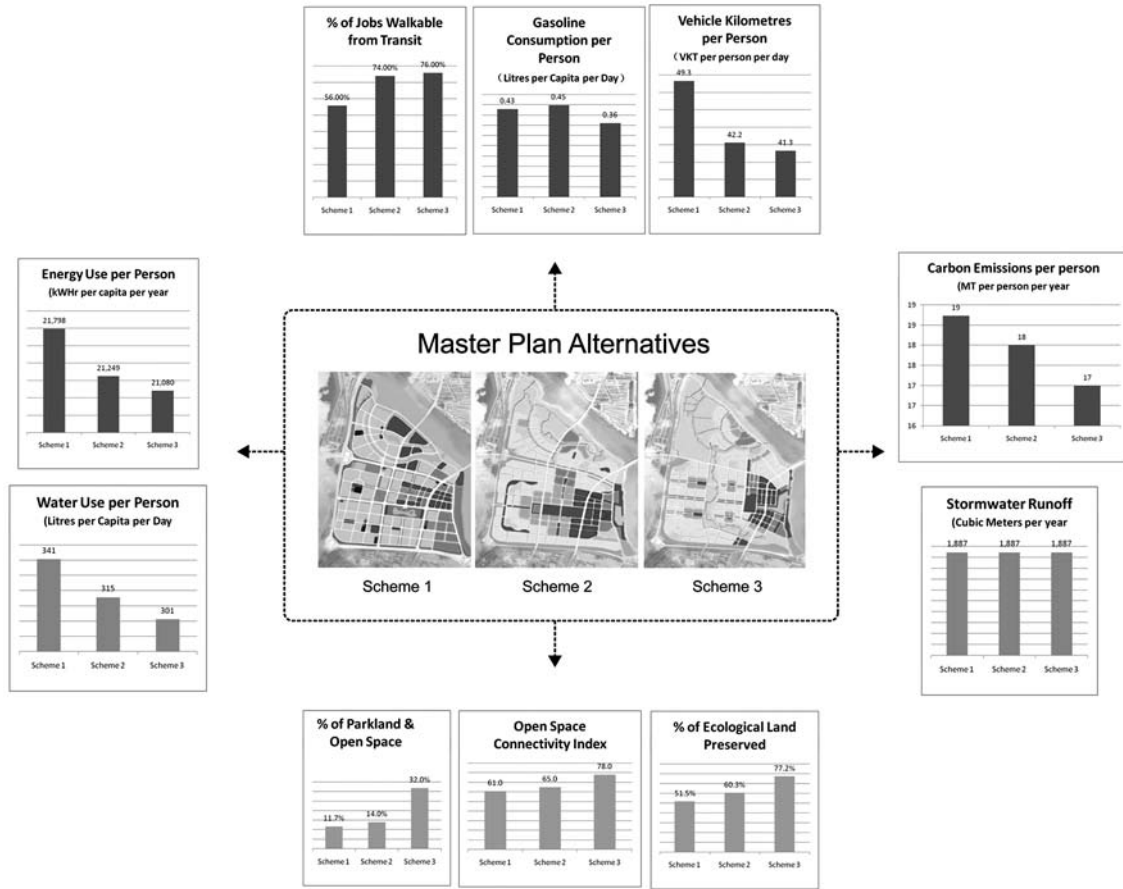 % of Jobs Walkable
from Transit
56.00%
74.00%
76.00%
Scheme 1
Scheme 2
Scheme 3
Gasoline
Consumption per
Person
(Litres per Capita per Day)
0.43
0.45
0.36
Scheme 1
Scheme 2
Scheme 3
Vehicle Kilometres
per Person
(VKT per person per day
49.3
42.2
41.3
Scheme 1
Scheme 2
Scheme 3
Energy Use per Person
(kWHr per capita per year
21,798
21,249
21,080
Scheme 1
Scheme 2
Scheme 3
Master Plan Alternatives
Scheme 1
Scheme 2
Scheme 3
Carbon Emissions per person
(MT per person per year
19
19
18
18
17
17
16
19
18
17
Scheme 1
Scheme 2
Scheme 3
Water Use per Person
(Litres per Capita per Day
341
315
301
Scheme 1
Scheme 2
Scheme 3
Stormwater Runoff
(Cubic Meters per year
1,887
1,887
1,887
Scheme 1
Scheme 2
Scheme 3
% of Parkland &
Open Space
11.7%
14.0%
32.0%
Scheme 1
Scheme 2
Scheme 3
Open Space
Connectivity Index
61.0
65.0
78.0
Scheme 1
Scheme 2
Scheme 3
% of Ecological Land
Preserved
51.5%
60.3%
77.2%
Scheme 1
Scheme 2
Scheme 3